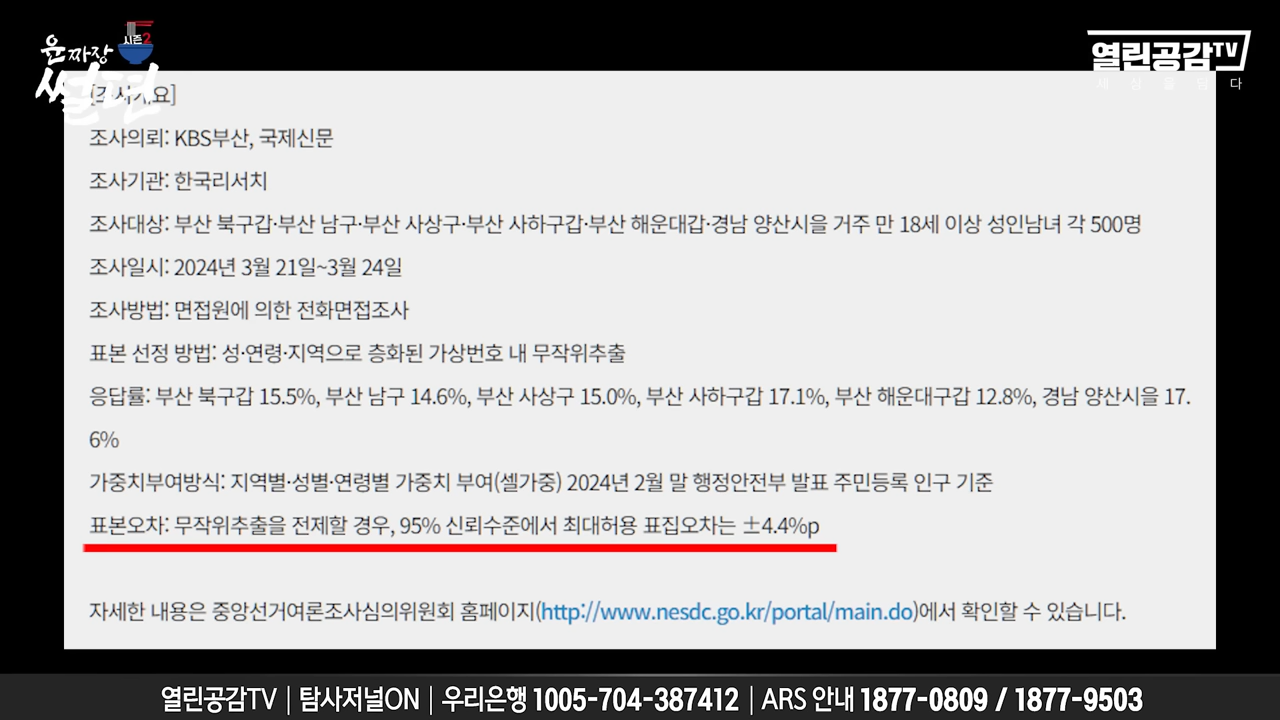 윤짜장
시즌2
썰전
열린공감TV
세상을 담다
[조사개요]
조사의뢰: KBS부산, 국제신문
조사기관: 한국리서치
조사대상: 부산 북구갑·부산 남구·부산 사상구·부산 사하구갑·부산 해운대갑·경남 양산시을 거주 만 18세 이상 성인남녀 각 500명
조사일시: 2024년 3월 21일~3월 24일
조사방법: 면접원에 의한 전화면접조사
표본 선정 방법: 성·연령·지역으로 층화된 가상번호 내 무작위추출
응답률: 부산 북구갑 15.5%, 부산 남구 14.6%, 부산 사상구 15.0%, 부산 사하구갑 17.1%, 부산 해운대구갑 12.8%, 경남 양산시을 17.
6%
가중치부여방식: 지역별·성별·연령별 가중치 부여(셀가중) 2024년 2월 말 행정안전부 발표 주민등록 인구 기준
표본오차: 무작위추출을 전제할 경우, 95% 신뢰수준에서 최대허용 표집오차는 ±4.4%p
자세한 내용은 중앙선거여론조사심의위원회 홈페이지(http://www.nesdc.go.kr/portal/main.do)에서 확인할 수 있습니다.
열린공감TV | 탐사저널ON | 우리은행 1005-704-387412 | ARS 안내 1877-0809 / 1877-9503